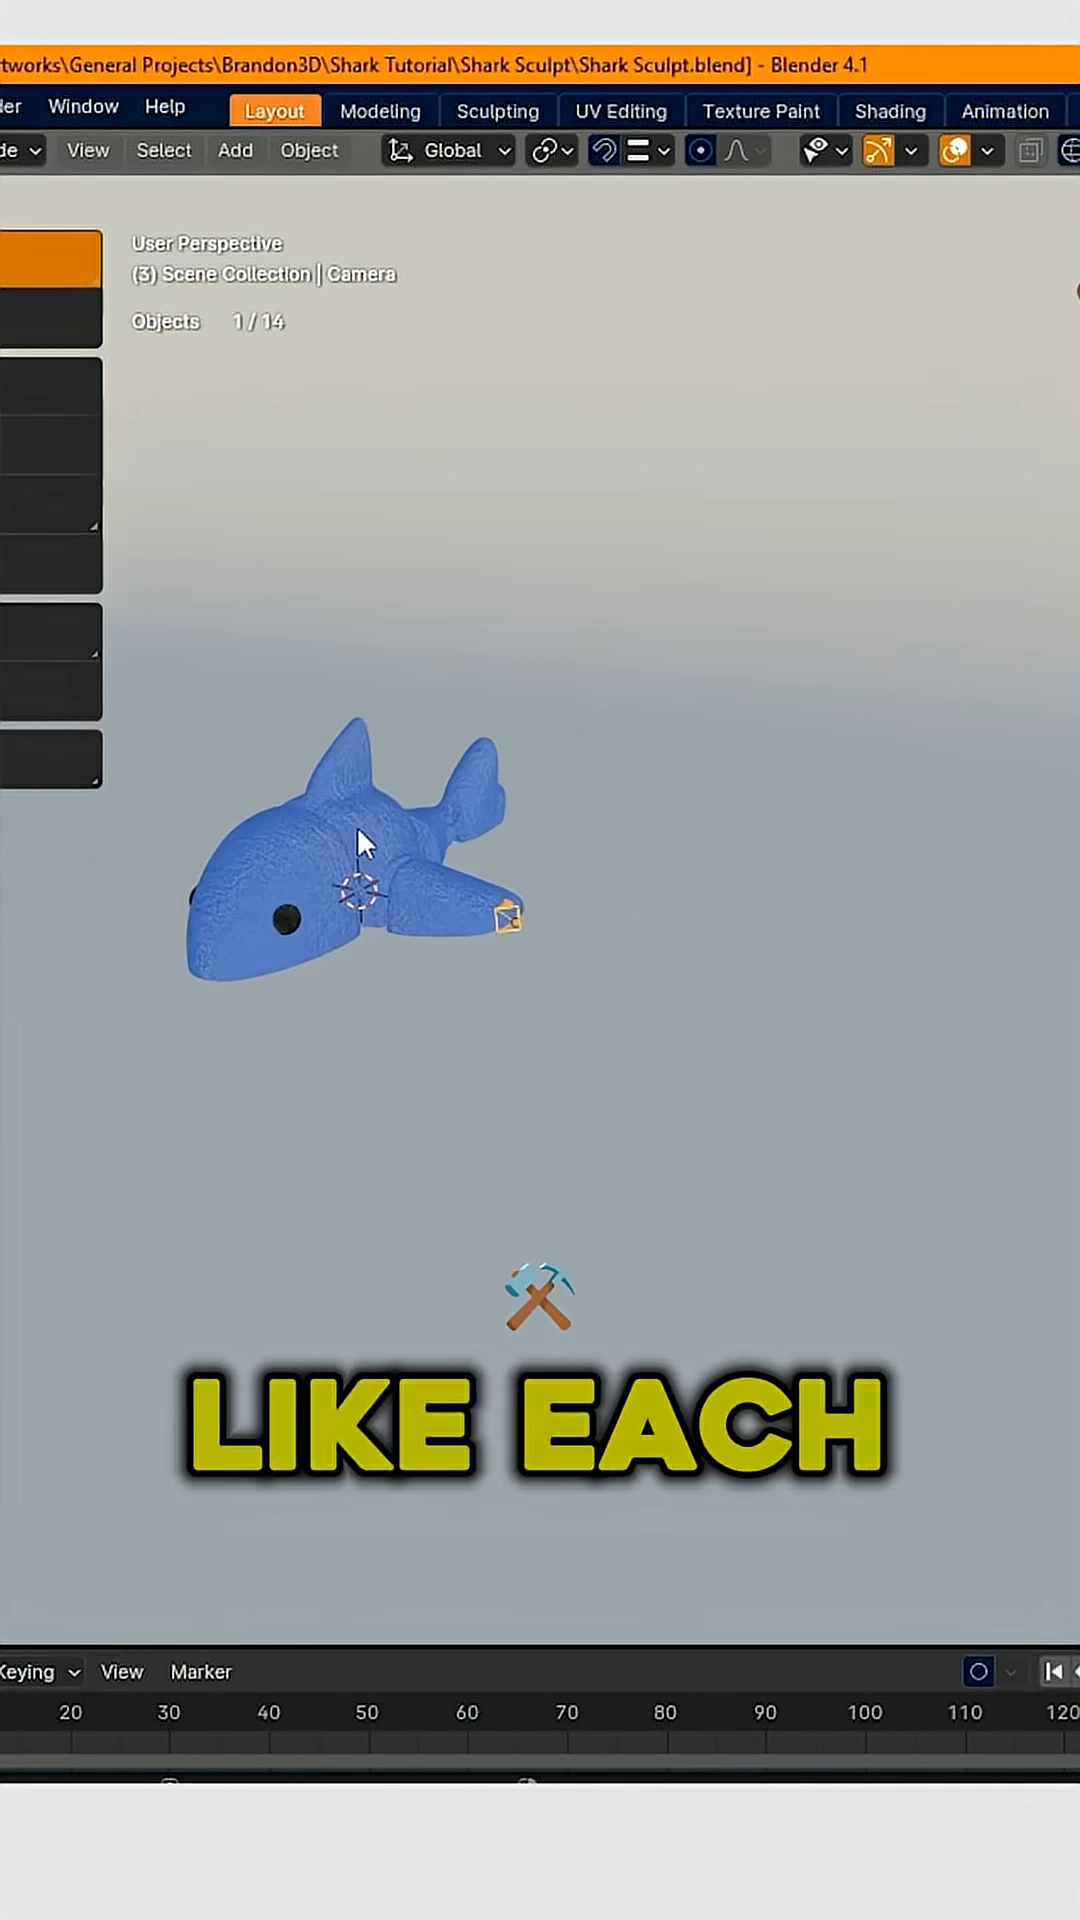 tworks\General Projects\Brandon3D\Shark Tutorial\Shark Sculpt\Shark Sculpt.blend] - Blender 4.1
der Window Help Layout Modeling Sculpting UV Editing Texture Paint Shading Animation
de View Select Add Object Global
User Perspective
(3) Scene Collection | Camera
Objects 1 / 14
LIKE EACH
Keying View Marker
20 30 40 50 60 70 80 90 100 110 120